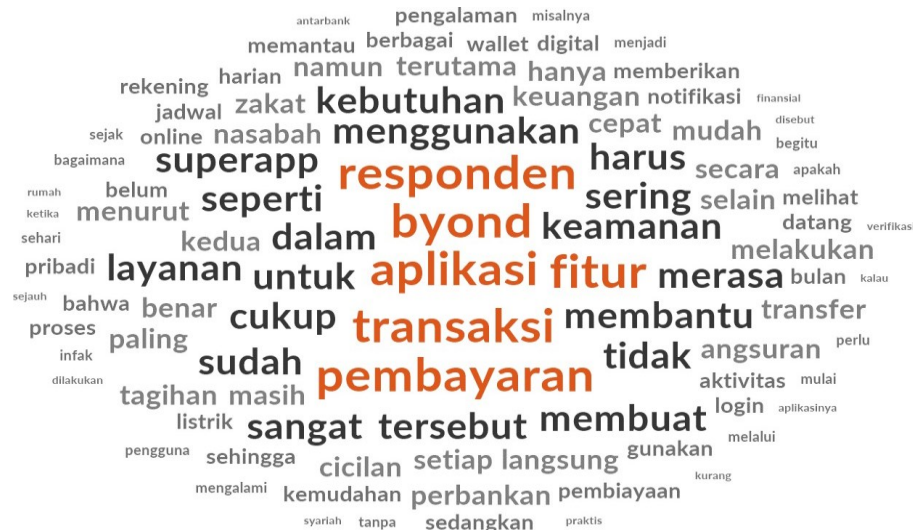 antarbank pengalaman misalnya
memantau berbagai wallet digital menjadi
rekening harian namun terutama hanya memberikan
jadwal zakat kebutuhan keuangan notifikasi finansial
sejak online nasabah menggunakan cepat mudah disebut
bagaimana superapp responden harus secara apakah begitu
rumah belum seperti byond sering selain melihat
ketika menurut kedua dalam keamanan datang verifikasi
sehari pribadi layanan untuk aplikasi fitur merasa melakukan bulan kalau
sejauh bahwa benar cukup transaksi membantu transfer
proses paling sudah tidak angsuran perlu
infak pembayaran aktivitas mulai
dilakukan tagihan masih login aplikasinya
listrik sangat tersebut membuat melalui
pengguna sehingga cicilan setiap langsung gunakan kurang
mengalami kemudahan perbankan pembiayaan
syariah tanpa sedangkan praktis